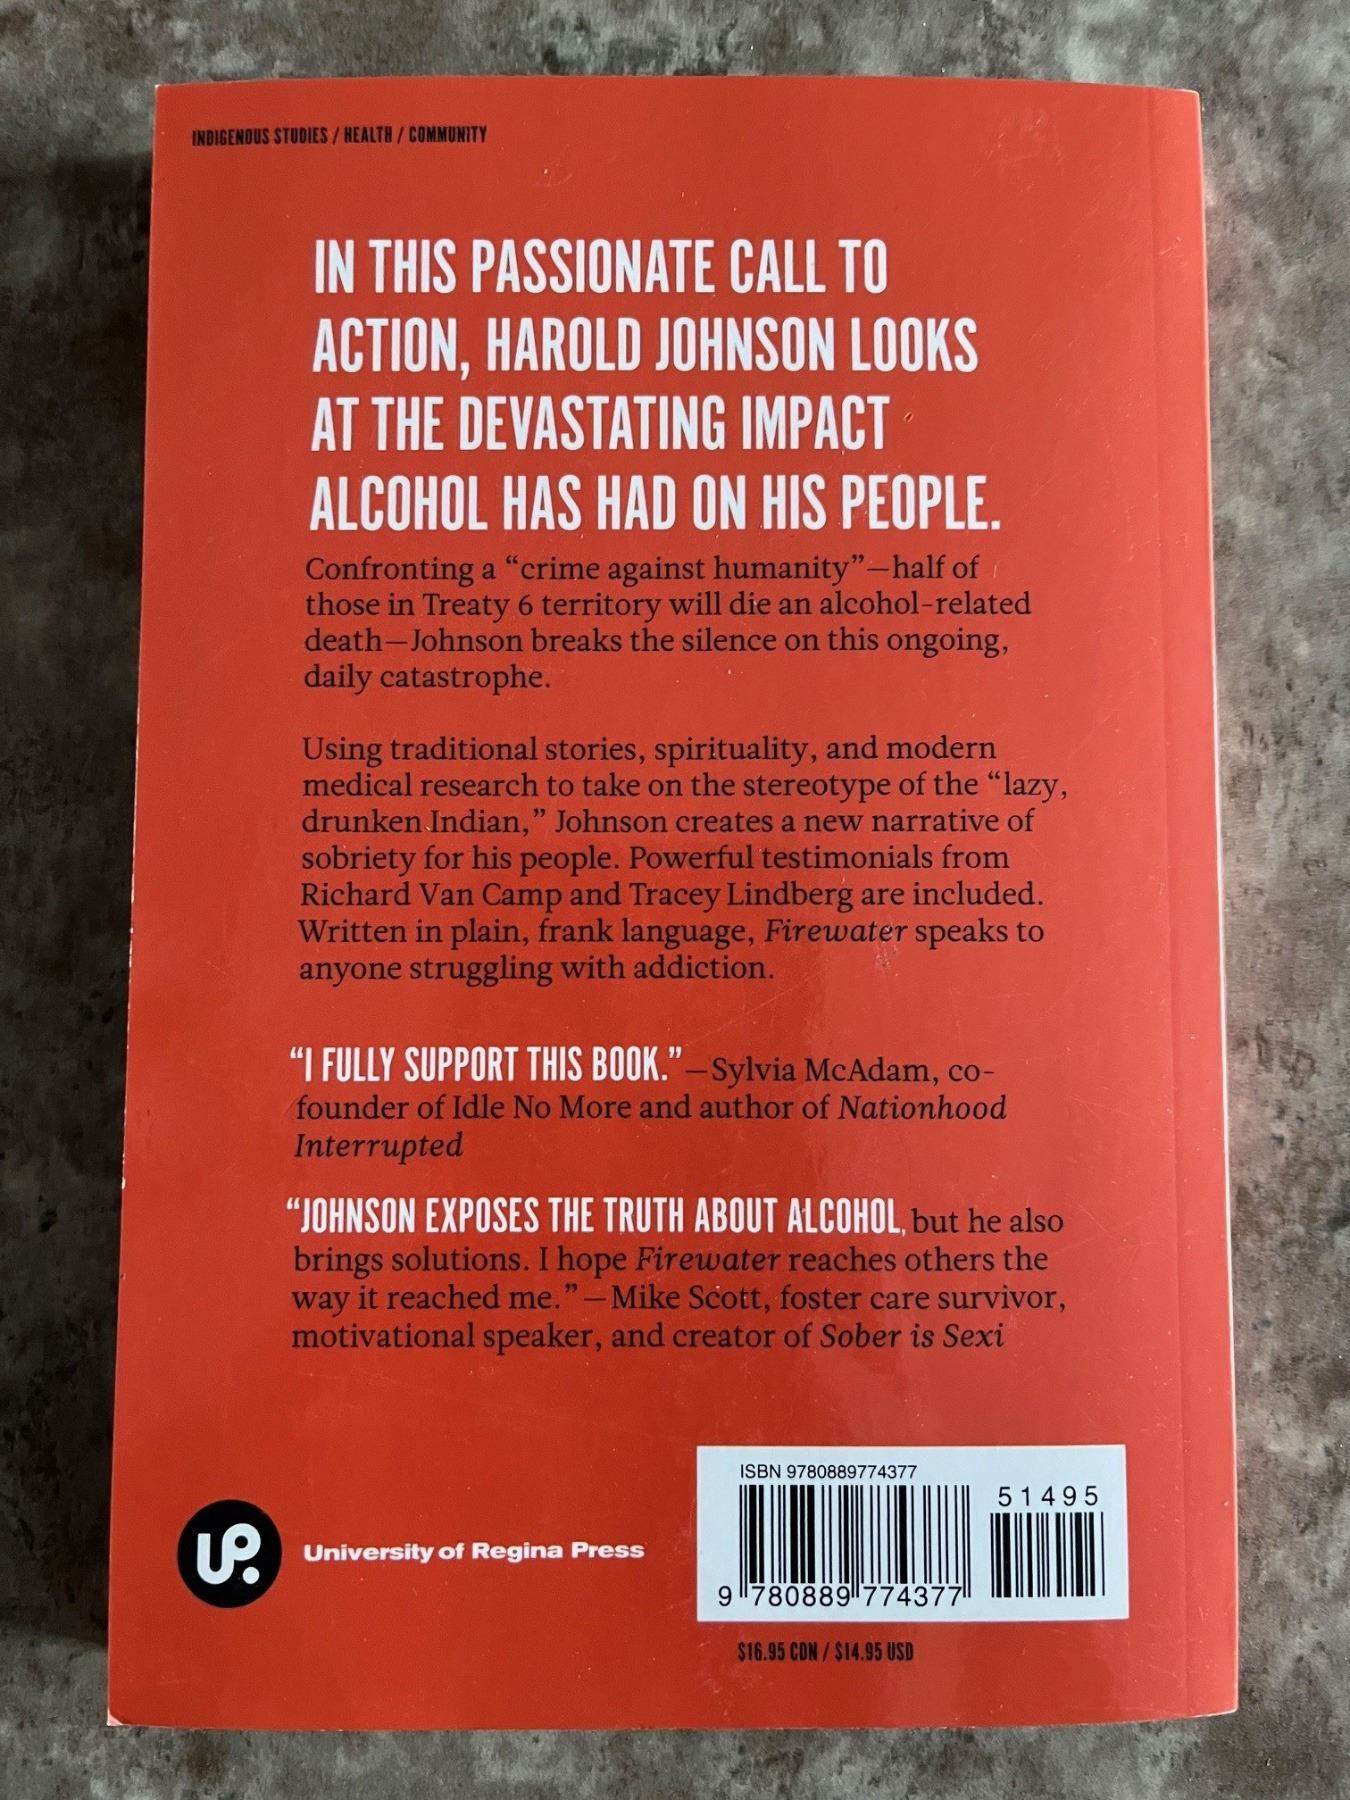 INDIGENOUS STUDIES / HEALTH / COMMUNITY
IN THIS PASSIONATE CALL TO
ACTION, HAROLD JOHNSON LOOKS
AT THE DEVASTATING IMPACT
ALCOHOL HAS HAD ON HIS PEOPLE.
Confronting a “crime against humanity”—half of
those in Treaty 6 territory will die an alcohol-related
death—Johnson breaks the silence on this ongoing,
daily catastrophe.
Using traditional stories, spirituality, and modern
medical research to take on the stereotype of the “lazy,
drunken Indian,” Johnson creates a new narrative of
sobriety for his people. Powerful testimonials from
Richard Van Camp and Tracey Lindberg are included.
Written in plain, frank language, Firewater speaks to
anyone struggling with addiction.
“I FULLY SUPPORT THIS BOOK.” —Sylvia McAdam, co-
founder of Idle No More and author of Nationhood
Interrupted
“JOHNSON EXPOSES THE TRUTH ABOUT ALCOHOL, but he also
brings solutions. I hope Firewater reaches others the
way it reached me.” —Mike Scott, foster care survivor,
motivational speaker, and creator of Sober is Sexi
ISBN 9780889774377
51495
9 780889 774377
UP.
University of Regina Press
$16.95 CDN / $14.95 USD